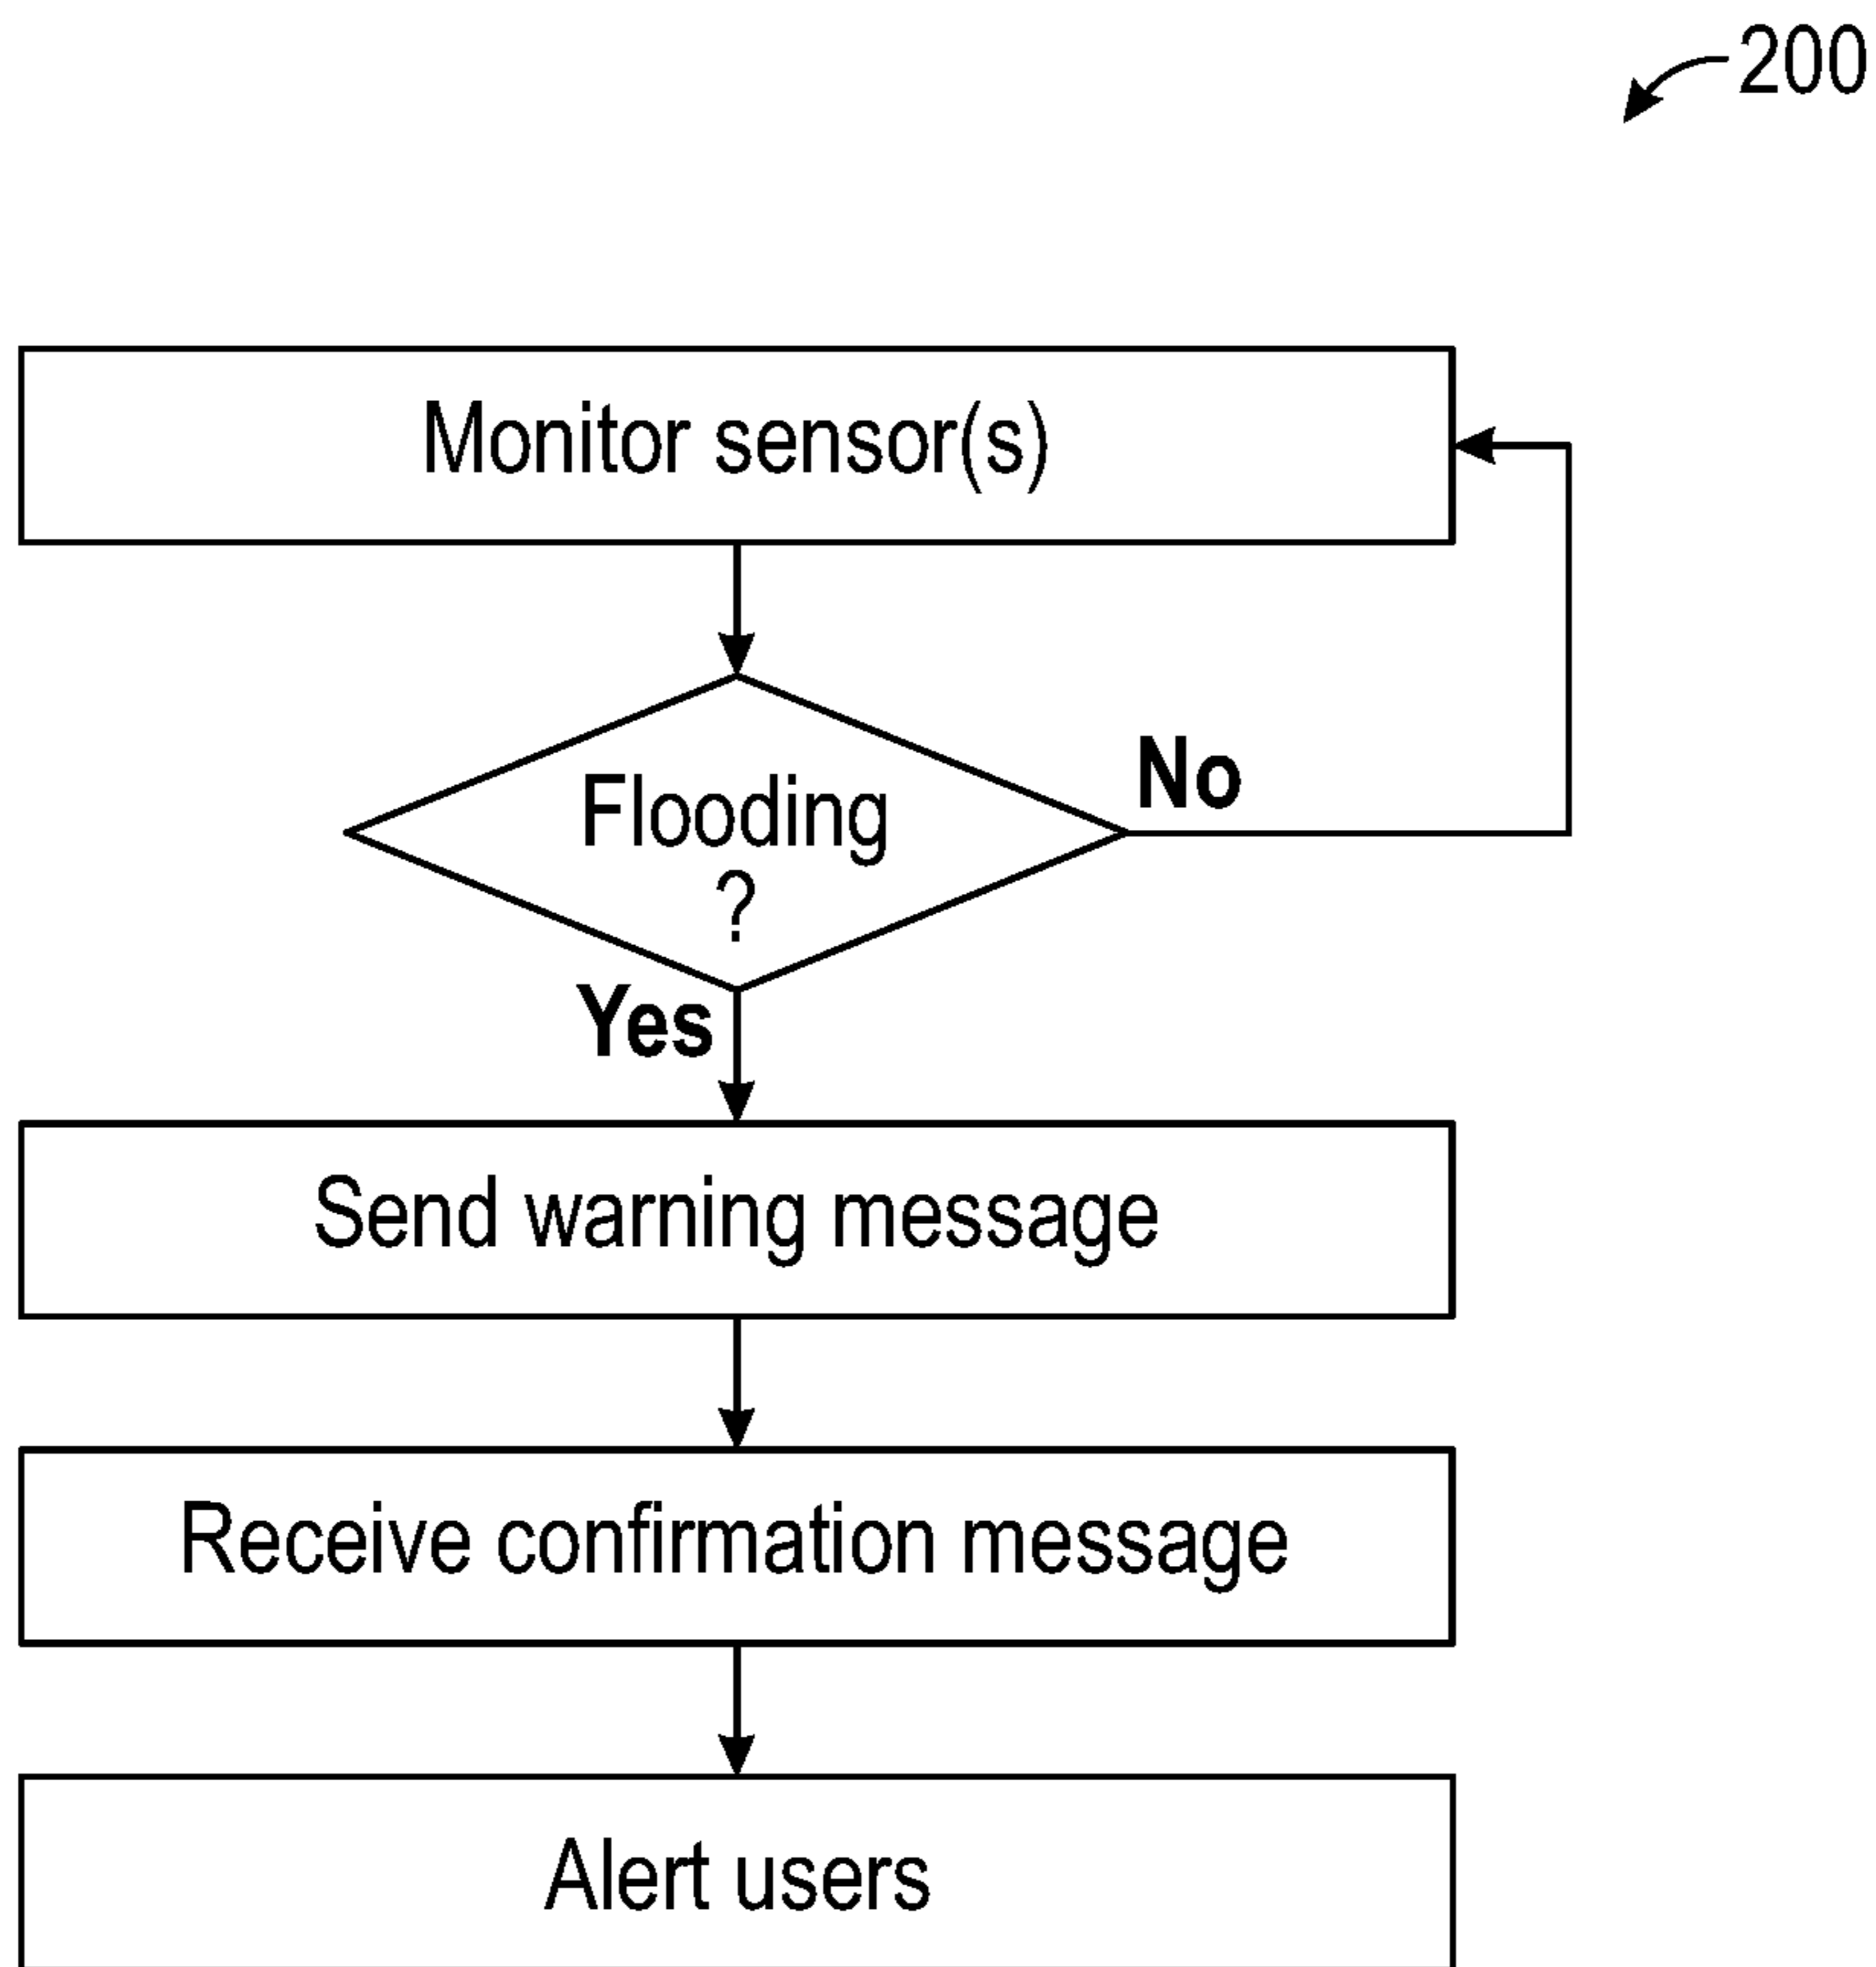 200
Monitor sensor(s)
Flooding
?
No
Yes
Send warning message
Receive confirmation message
Alert users